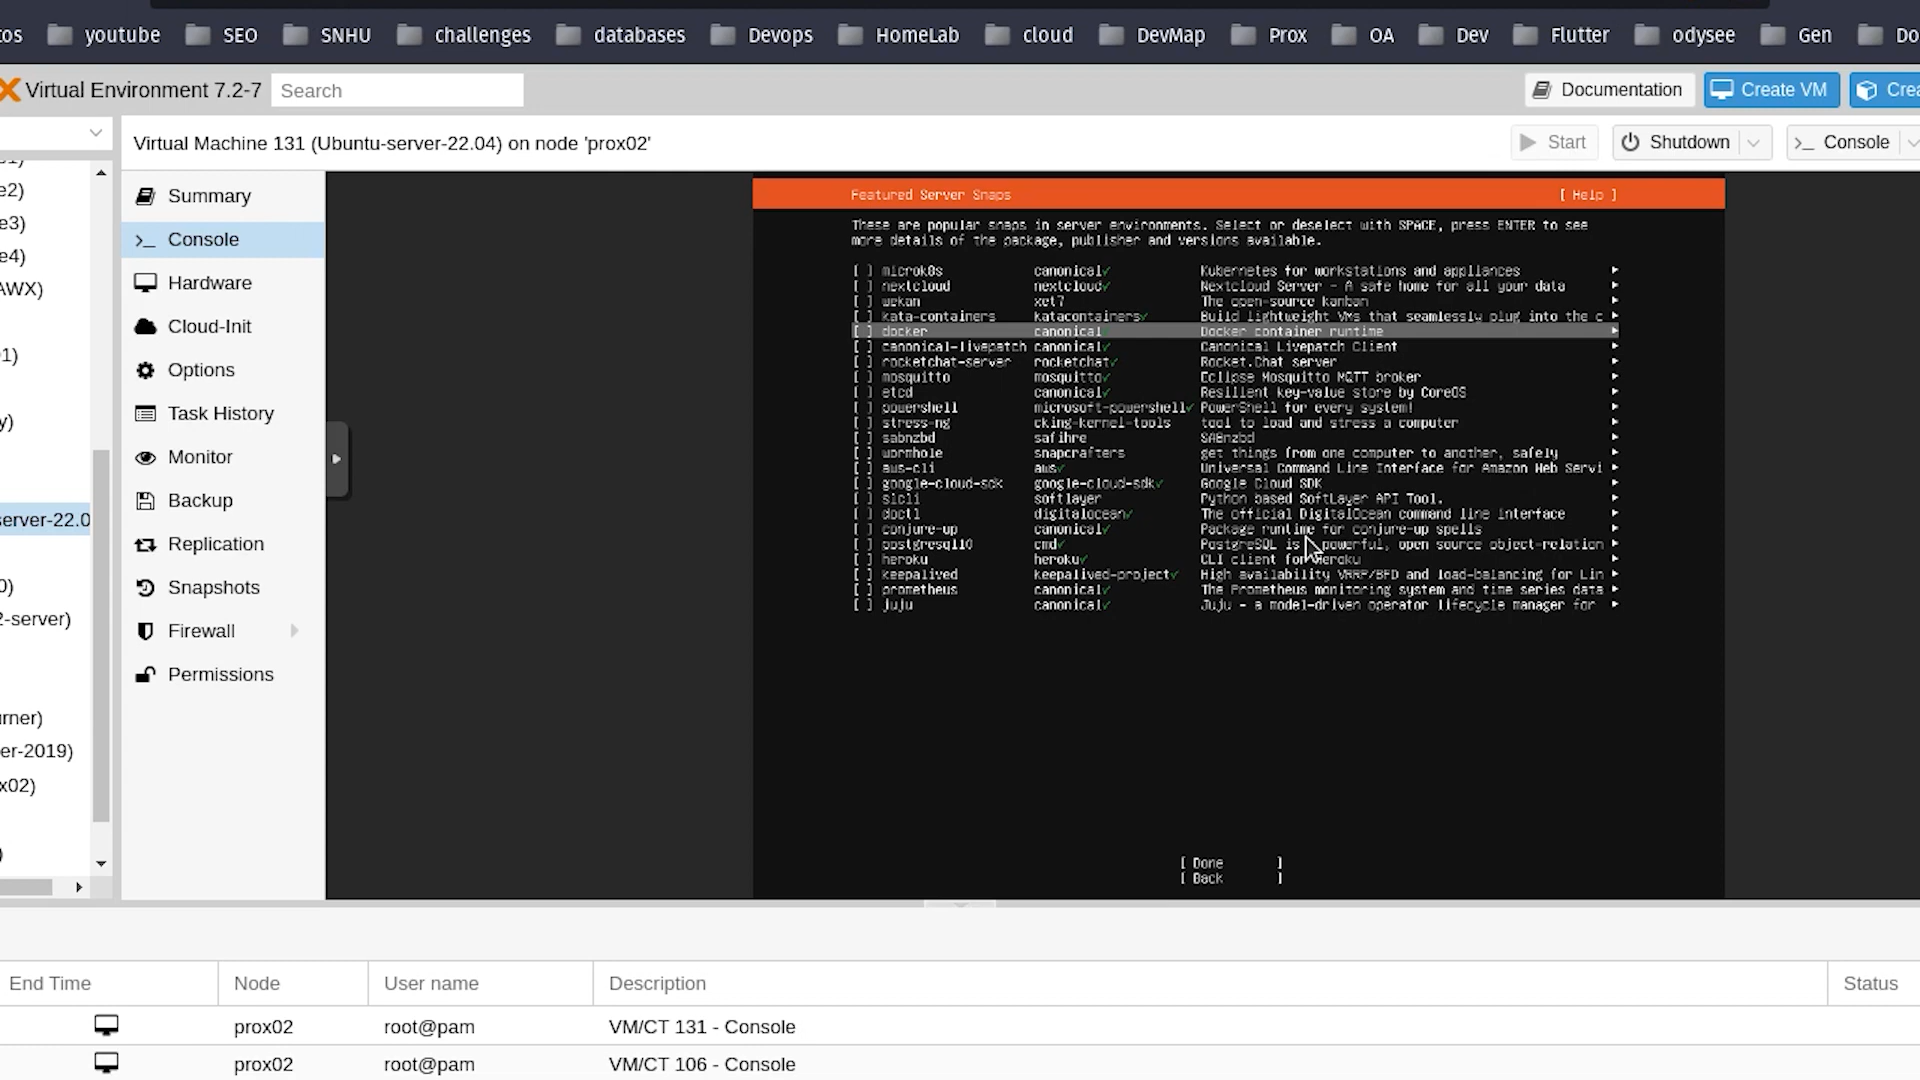 tos youtube SEO SNHU challenges databases Devops HomeLab cloud DevMap Prox OA Dev Flutter odysee Gen Do
X Virtual Environment 7.2-7 Search Documentation Create VM Crea
Virtual Machine 131 (Ubuntu-server-22.04) on node 'prox02' Start Shutdown >_ Console
e2)
e3)
e4)
AWX)
01)
y)
server-22.0
0)
2-server)
urner)
er-2019)
x02)
)
Summary
>_ Console
Hardware
Cloud-Init
Options
Task History
Monitor
Backup
Replication
Snapshots
Firewall
Permissions
Featured Server Snaps [ Help ]
These are popular snaps in server environments. Select or deselect with SPACE, press ENTER to see
more details of the package, publisher and versions available.
[ ] microk8s canonical✓ Kubernetes for workstations and appliances ▸
[ ] nextcloud nextcloud✓ Nextcloud Server - A safe home for all your data ▸
[ ] wekan xet7 The open-source kanban ▸
[ ] kata-containers katacontainers✓ Build lightweight VMs that seamlessly plug into the c ▸
[ ] docker canonical✓ Docker container runtime ▸
[ ] canonical-livepatch canonical✓ Canonical Livepatch Client ▸
[ ] rocketchat-server rocketchat✓ Rocket.Chat server ▸
[ ] mosquitto mosquitto✓ Eclipse Mosquitto MQTT broker ▸
[ ] etcd canonical✓ Resilient key-value store by CoreOS ▸
[ ] powershell microsoft-powershell✓ PowerShell for every system! ▸
[ ] stress-ng cking-kernel-tools tool to load and stress a computer ▸
[ ] sabnzbd safihre SABnzbd ▸
[ ] wormhole snapcrafters get things from one computer to another, safely ▸
[ ] aws-cli aws✓ Universal Command Line Interface for Amazon Web Servi ▸
[ ] google-cloud-sdk google-cloud-sdk✓ Google Cloud SDK ▸
[ ] slcli softlayer Python based SoftLayer API Tool. ▸
[ ] doctl digitalocean✓ The official DigitalOcean command line interface ▸
[ ] conjure-up canonical✓ Package runtime for conjure-up spells ▸
[ ] postgresql10 cmd✓ PostgreSQL is powerful, open source object-relation ▸
[ ] heroku heroku✓ CLI client for Heroku ▸
[ ] keepalived keepalived-project✓ High availability VRRP/BFD and load-balancing for Lin ▸
[ ] prometheus canonical✓ The Prometheus monitoring system and time series data ▸
[ ] juju canonical✓ Juju - a model-driven operator lifecycle manager for ▸
[ Done ]
[ Back ]
End Time Node User name Description Status
prox02 root@pam VM/CT 131 - Console
prox02 root@pam VM/CT 106 - Console